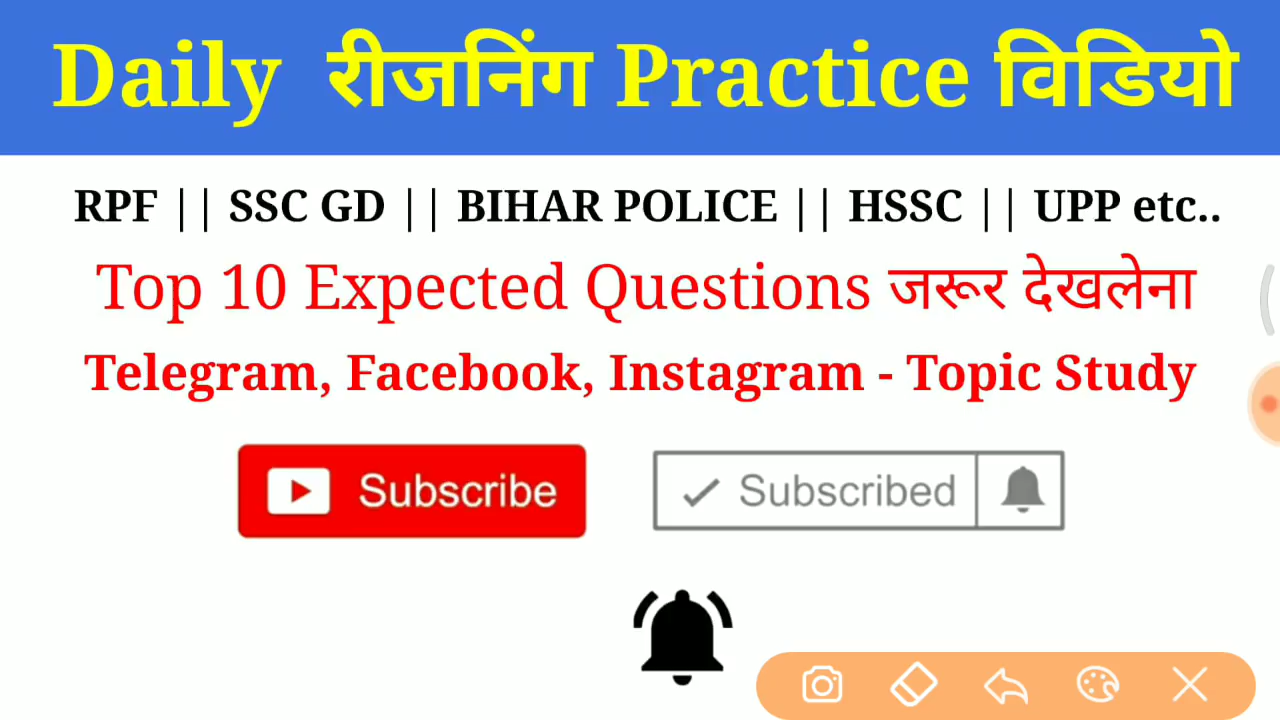 Daily रीजनिंग Practice विडियो
RPF || SSC GD || BIHAR POLICE || HSSC || UPP etc..
Top 10 Expected Questions जरूर देखलेना
Telegram, Facebook, Instagram - Topic Study
Subscribe
Subscribed